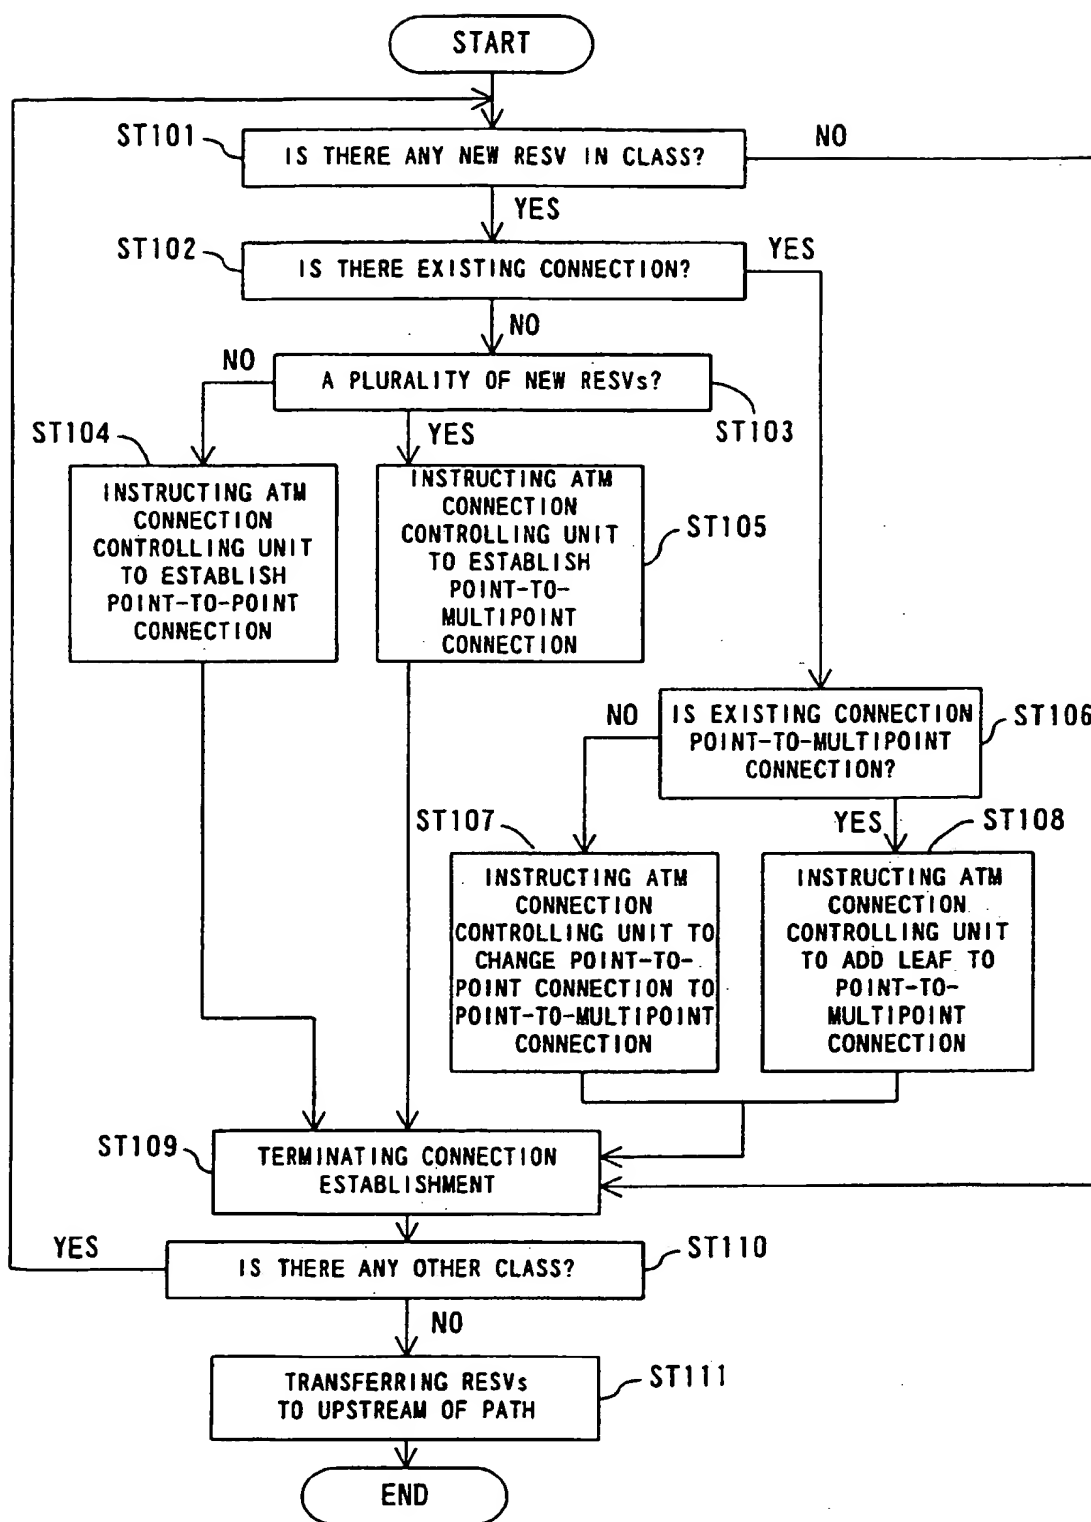 START
ST101
IS THERE ANY NEW RESV IN CLASS?
NO
YES
ST102
IS THERE EXISTING CONNECTION?
YES
NO
NO
A PLURALITY OF NEW RESVs?
ST103
ST104
YES
INSTRUCTING ATM
CONNECTION
CONTROLLING UNIT
TO ESTABLISH
POINT-TO-POINT
CONNECTION
INSTRUCTING ATM
CONNECTION
CONTROLLING UNIT
TO ESTABLISH
POINT-TO-
MULTIPOINT
CONNECTION
ST105
NO
IS EXISTING CONNECTION
POINT-TO-MULTIPOINT
CONNECTION?
ST106
ST107
YES
ST108
INSTRUCTING ATM
CONNECTION
CONTROLLING UNIT TO
CHANGE POINT-TO-
POINT CONNECTION TO
POINT-TO-MULTIPOINT
CONNECTION
INSTRUCTING ATM
CONNECTION
CONTROLLING UNIT
TO ADD LEAF TO
POINT-TO-
MULTIPOINT
CONNECTION
ST109
TERMINATING CONNECTION
ESTABLISHMENT
YES
IS THERE ANY OTHER CLASS?
ST110
NO
TRANSFERRING RESVs
TO UPSTREAM OF PATH
ST111
END